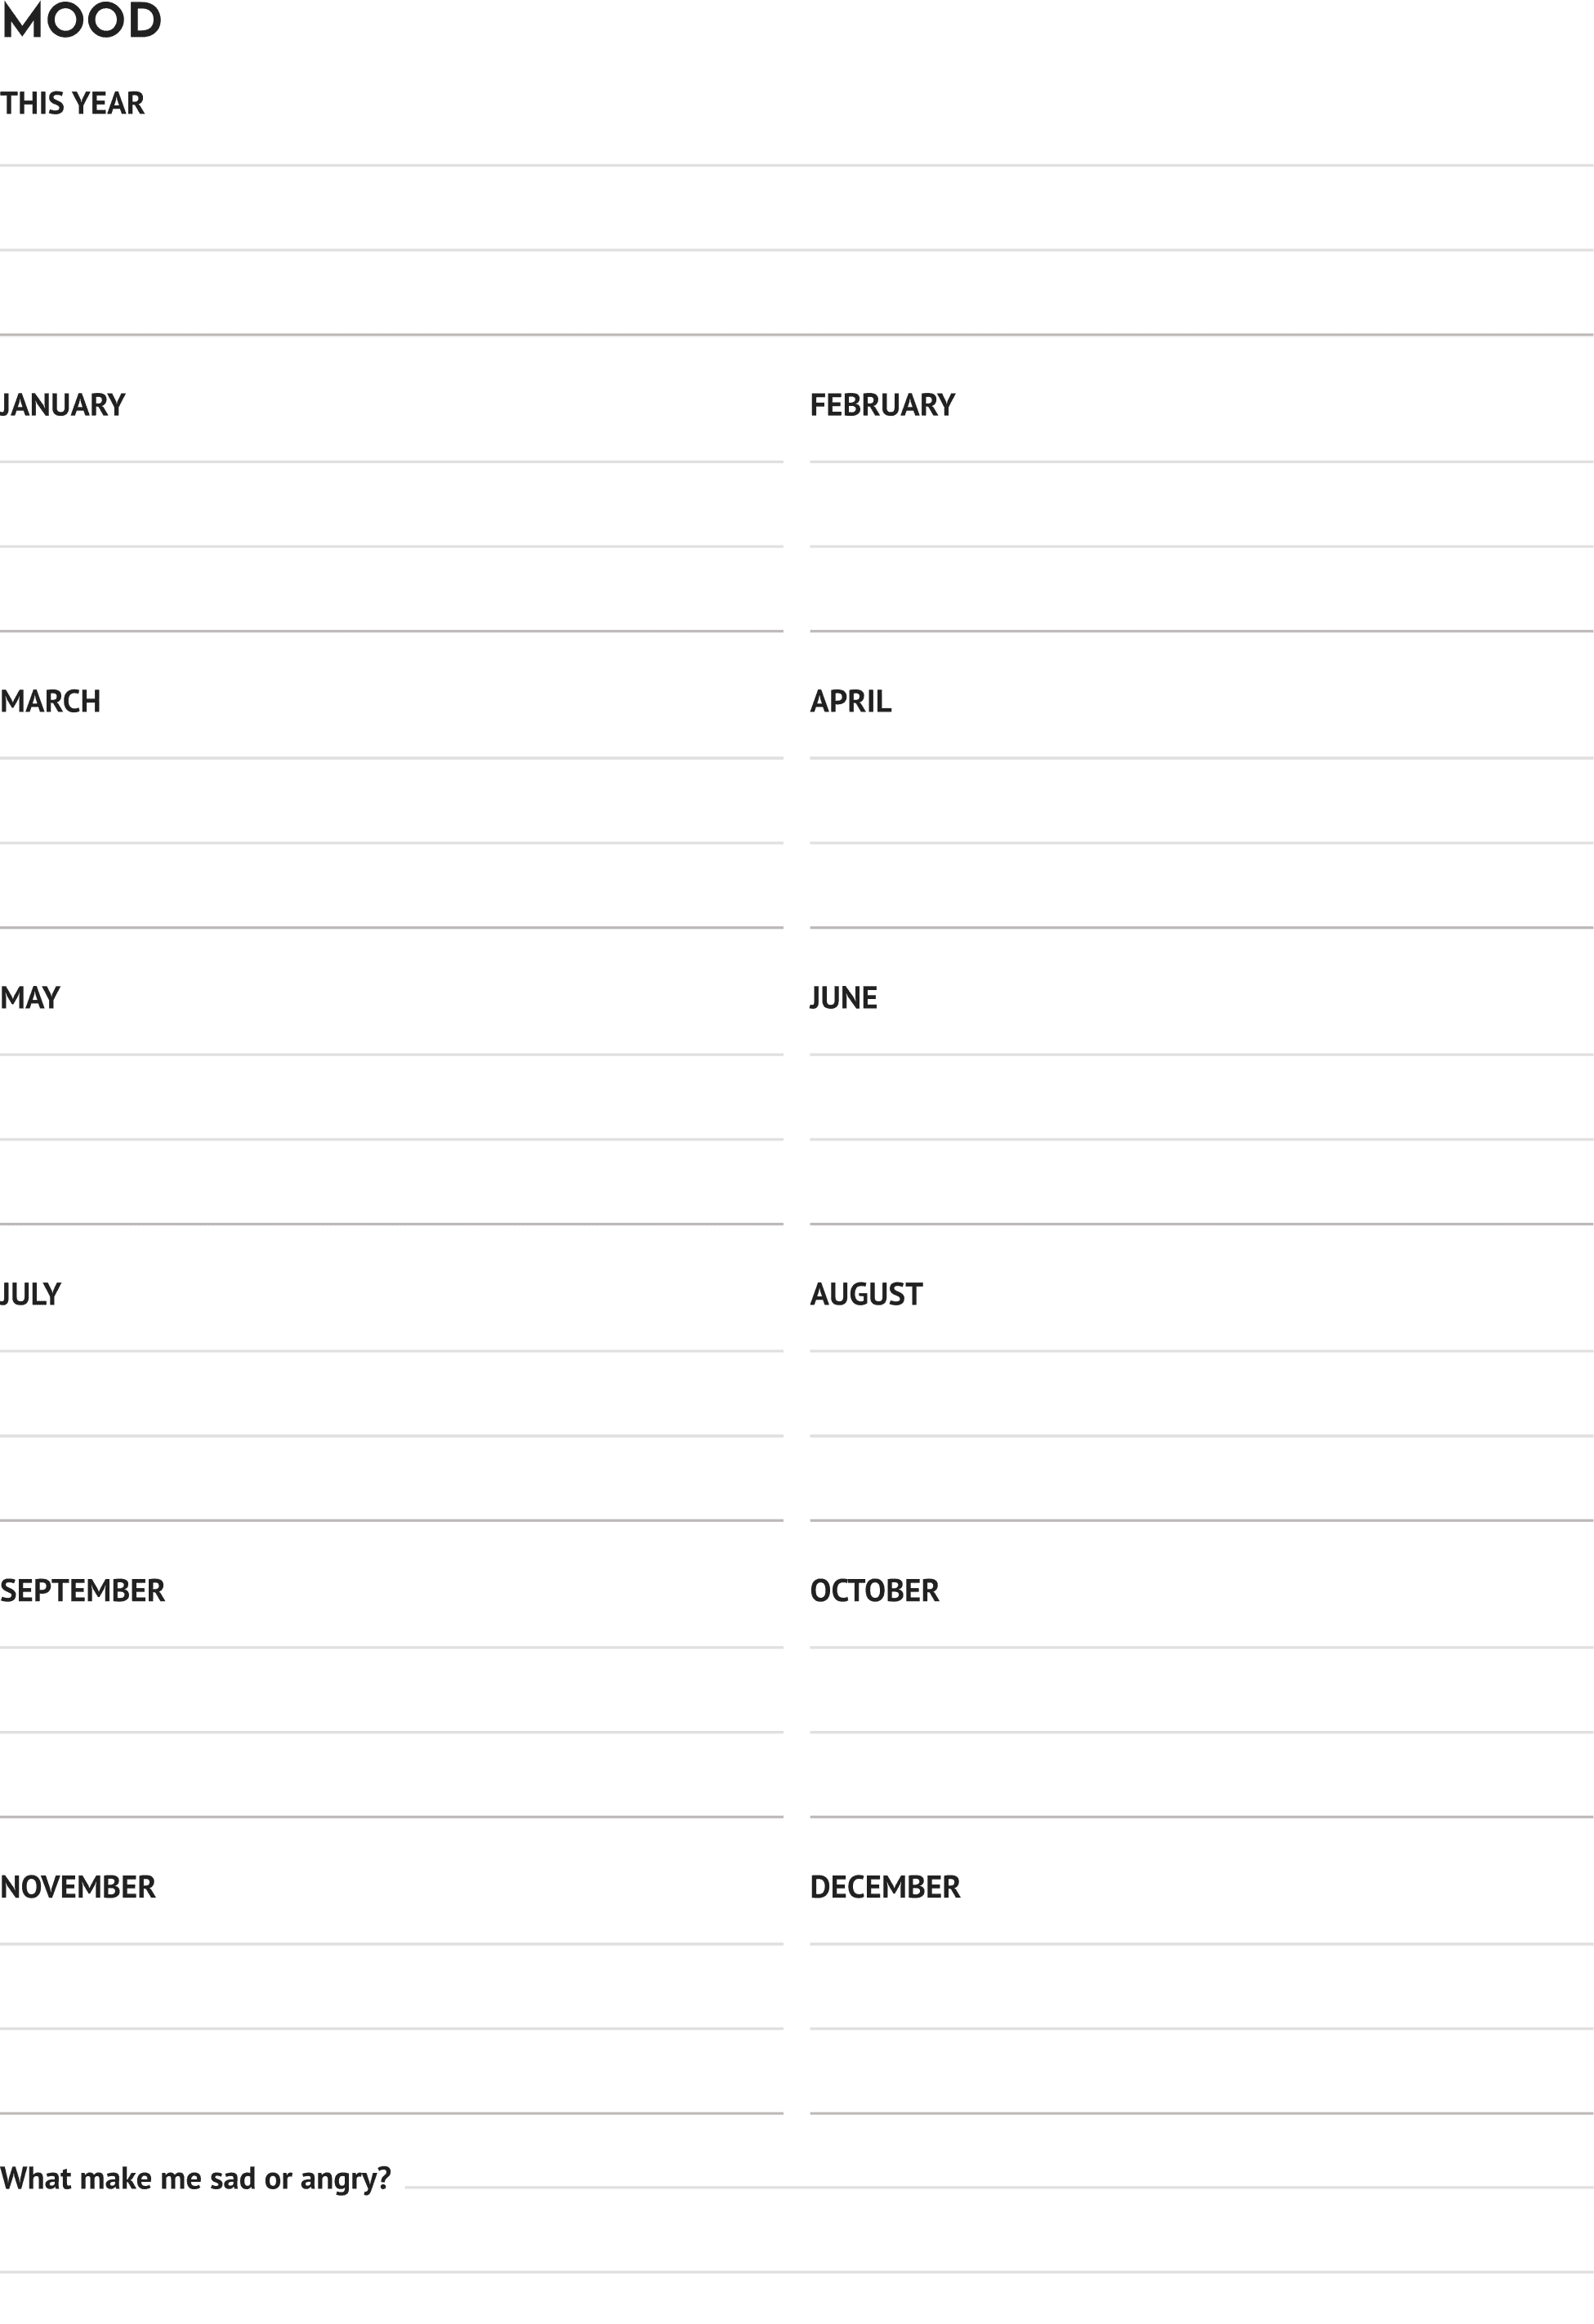 MOOD
THIS YEAR
JANUARY
FEBRUARY
MARCH
APRIL
MAY
JUNE
JULY
AUGUST
SEPTEMBER
OCTOBER
NOVEMBER
DECEMBER
What make me sad or angry?